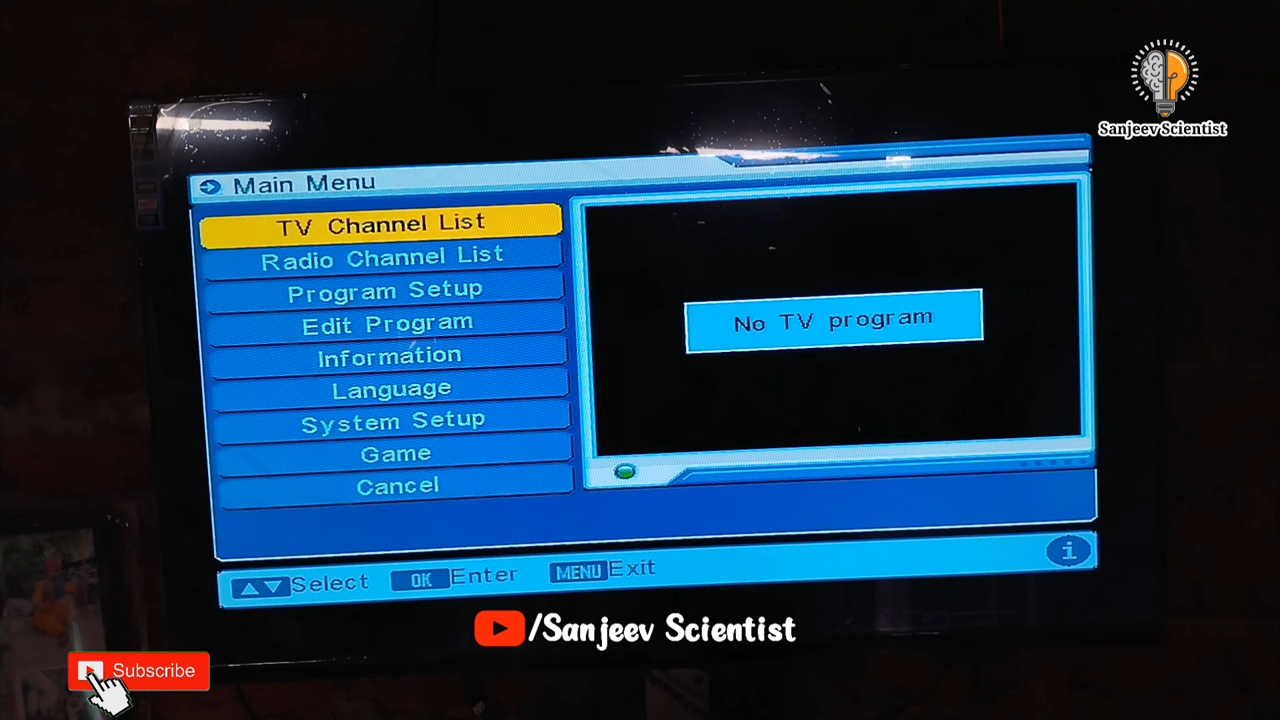 Sanjeev Scientist
Main Menu
TV Channel List
Radio Channel List
Program Setup
Edit Program
Information
Language
System Setup
Game
Cancel
No TV program
Select OK Enter MENU Exit i
/Sanjeev Scientist
Subscribe